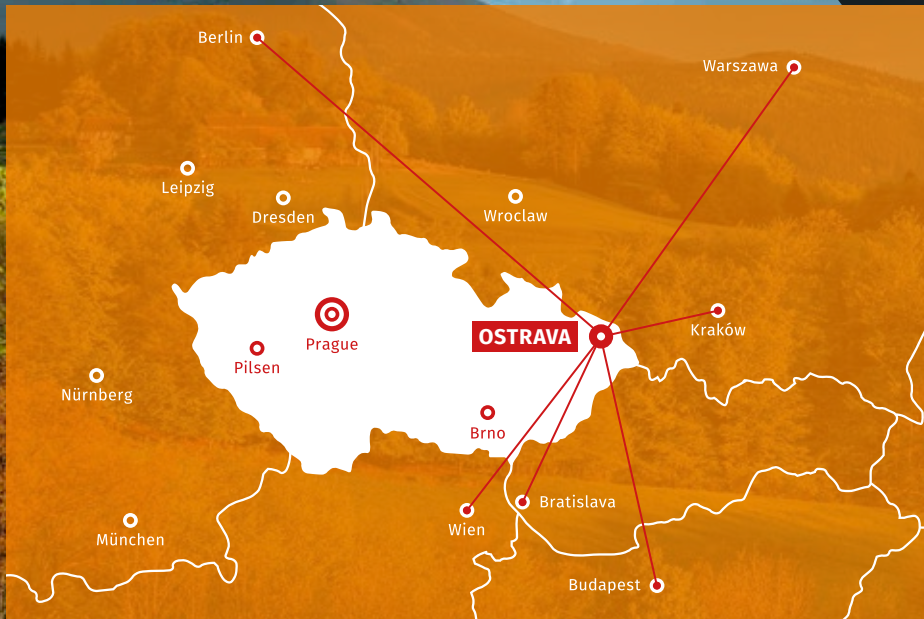 Berlin
Warszawa
Leipzig
Dresden
Wroclaw
OSTRAVA
Kraków
Prague
Pilsen
Nürnberg
Brno
Bratislava
Wien
München
Budapest